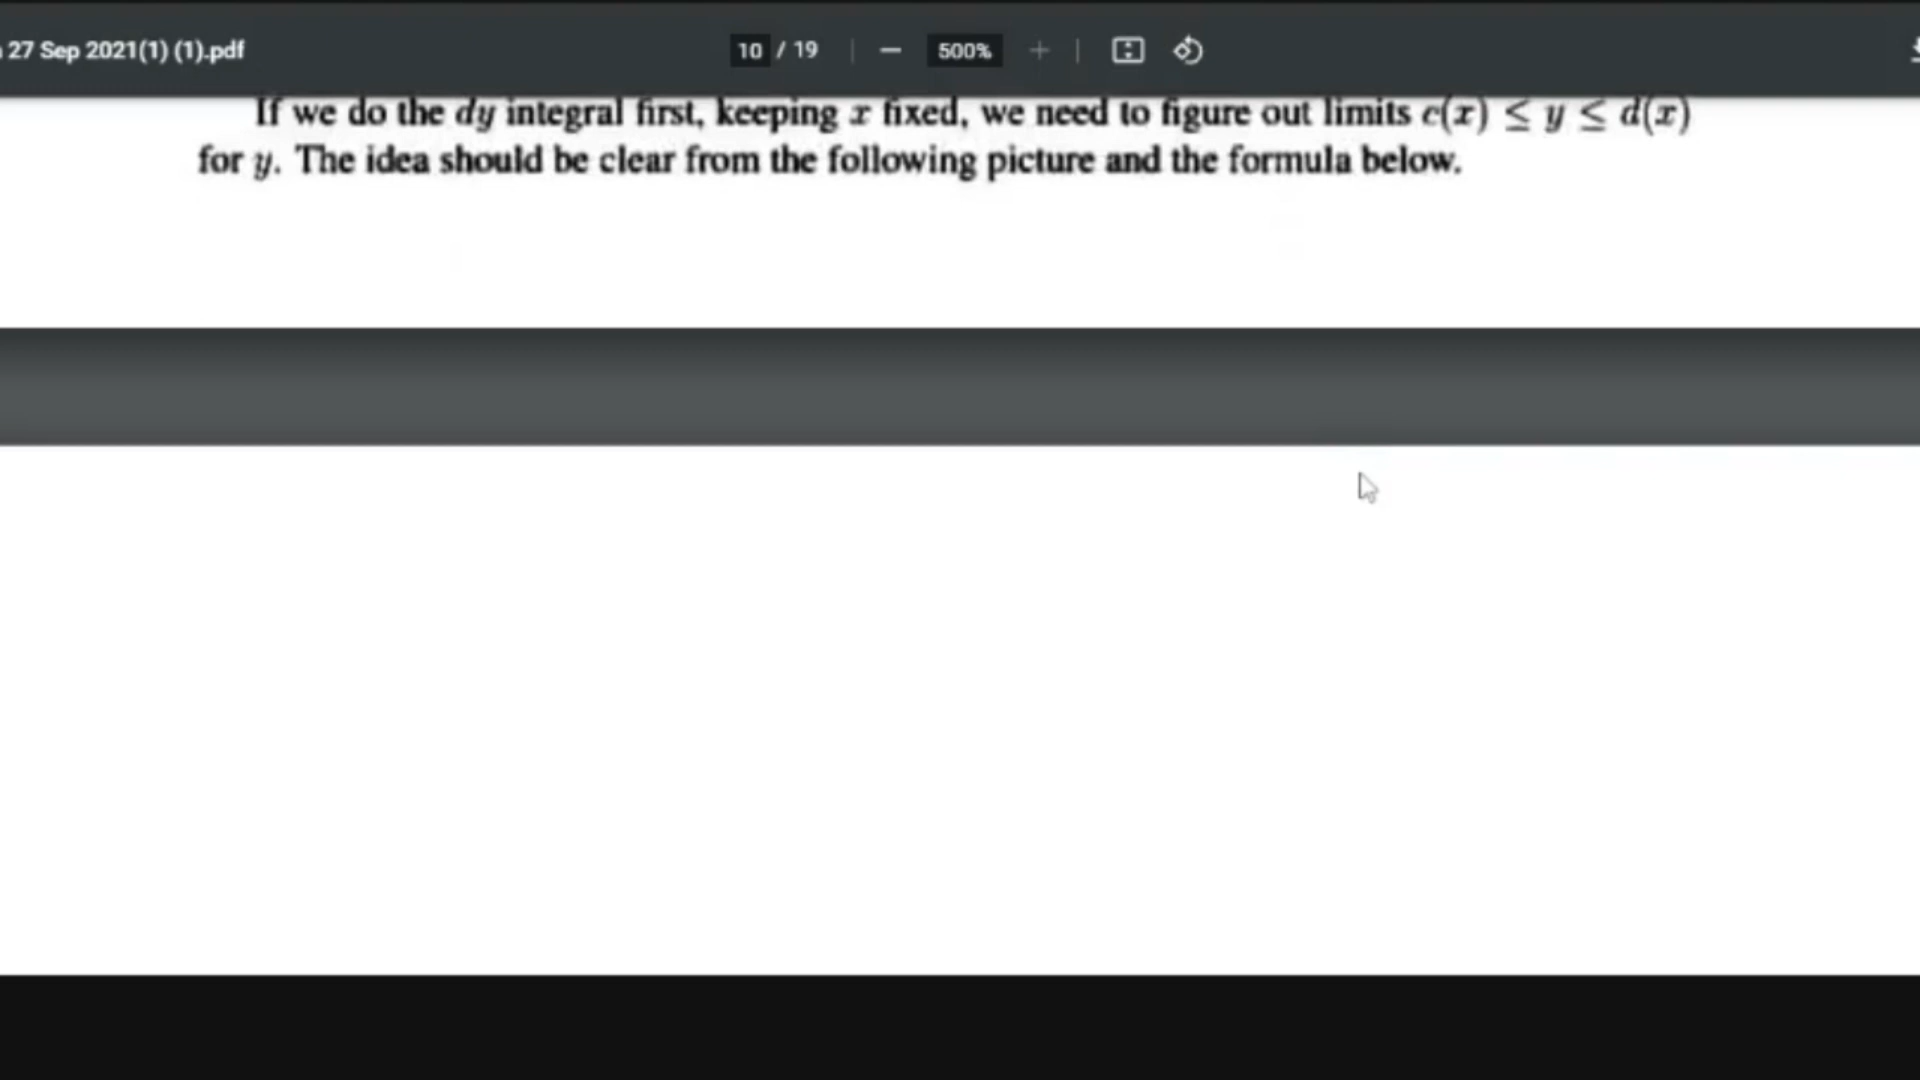 27 Sep 2021(1) (1).pdf
10 / 19
500%
If we do the dy integral first, keeping x fixed, we need to figure out limits c(x) ≤ y ≤ d(x)
for y. The idea should be clear from the following picture and the formula below.